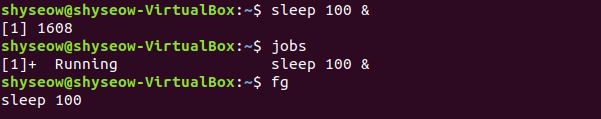 shyseow@shyseow-VirtualBox:~$ sleep 100 &
[1] 1608
shyseow@shyseow-VirtualBox:~$ jobs
[1]+  Running                 sleep 100 &
shyseow@shyseow-VirtualBox:~$ fg
sleep 100